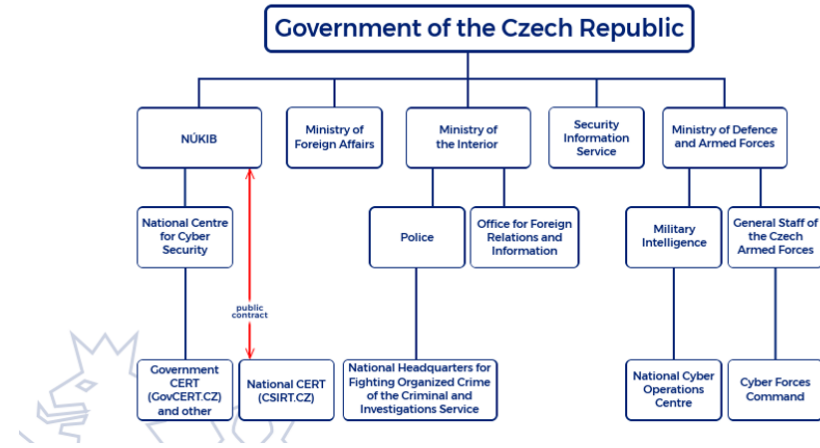 Government of the Czech Republic
NÚKIB
Ministry of
Foreign Affairs
Ministry of
the Interior
Security
Information
Service
Ministry of Defence
and Armed Forces
National Centre
for Cyber
Security
Police
Office for Foreign
Relations and
Information
Military
Intelligence
General Staff of
the Czech
Armed Forces
public
contract
Government
CERT
(GovCERT.CZ)
and other
National CERT
(CSIRT.CZ)
National Headquarters for
Fighting Organized Crime
of the Criminal and
Investigations Service
National Cyber
Operations
Centre
Cyber Forces
Command